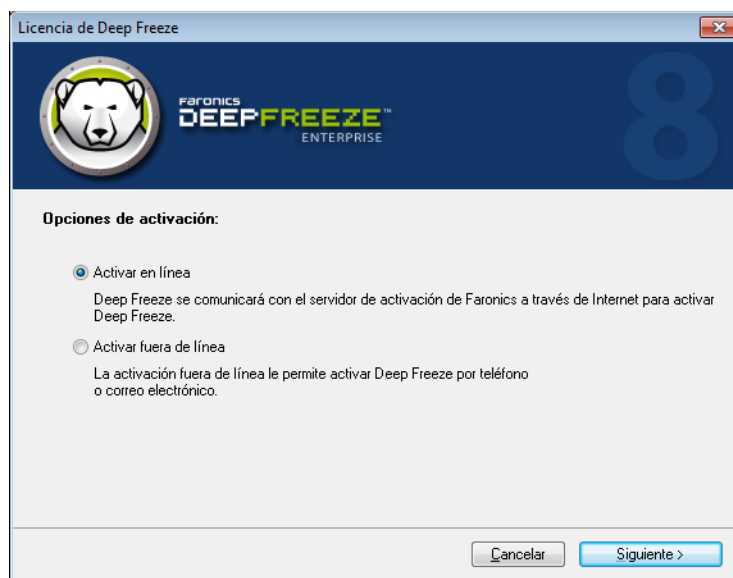 Licencia de Deep Freeze
8
FARONICS
DEEPFREEZE™
ENTERPRISE
Opciones de activación:
Activar en línea
Deep Freeze se comunicará con el servidor de activación de Faronics a través de Internet para activar
Deep Freeze.
Activar fuera de línea
La activación fuera de línea le permite activar Deep Freeze por teléfono
o correo electrónico.
Cancelar
Siguiente >